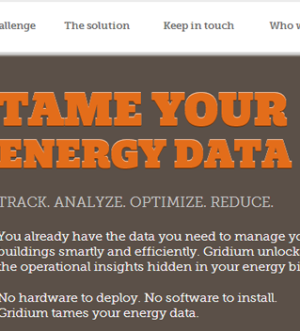 allenge The solution Keep in touch Who w
TAME YOUR
ENERGY DATA
TRACK. ANALYZE. OPTIMIZE. REDUCE.
You already have the data you need to manage yo
buildings smartly and efficiently. Gridium unlock
the operational insights hidden in your energy bi
No hardware to deploy. No software to install.
Gridium tames your energy data.